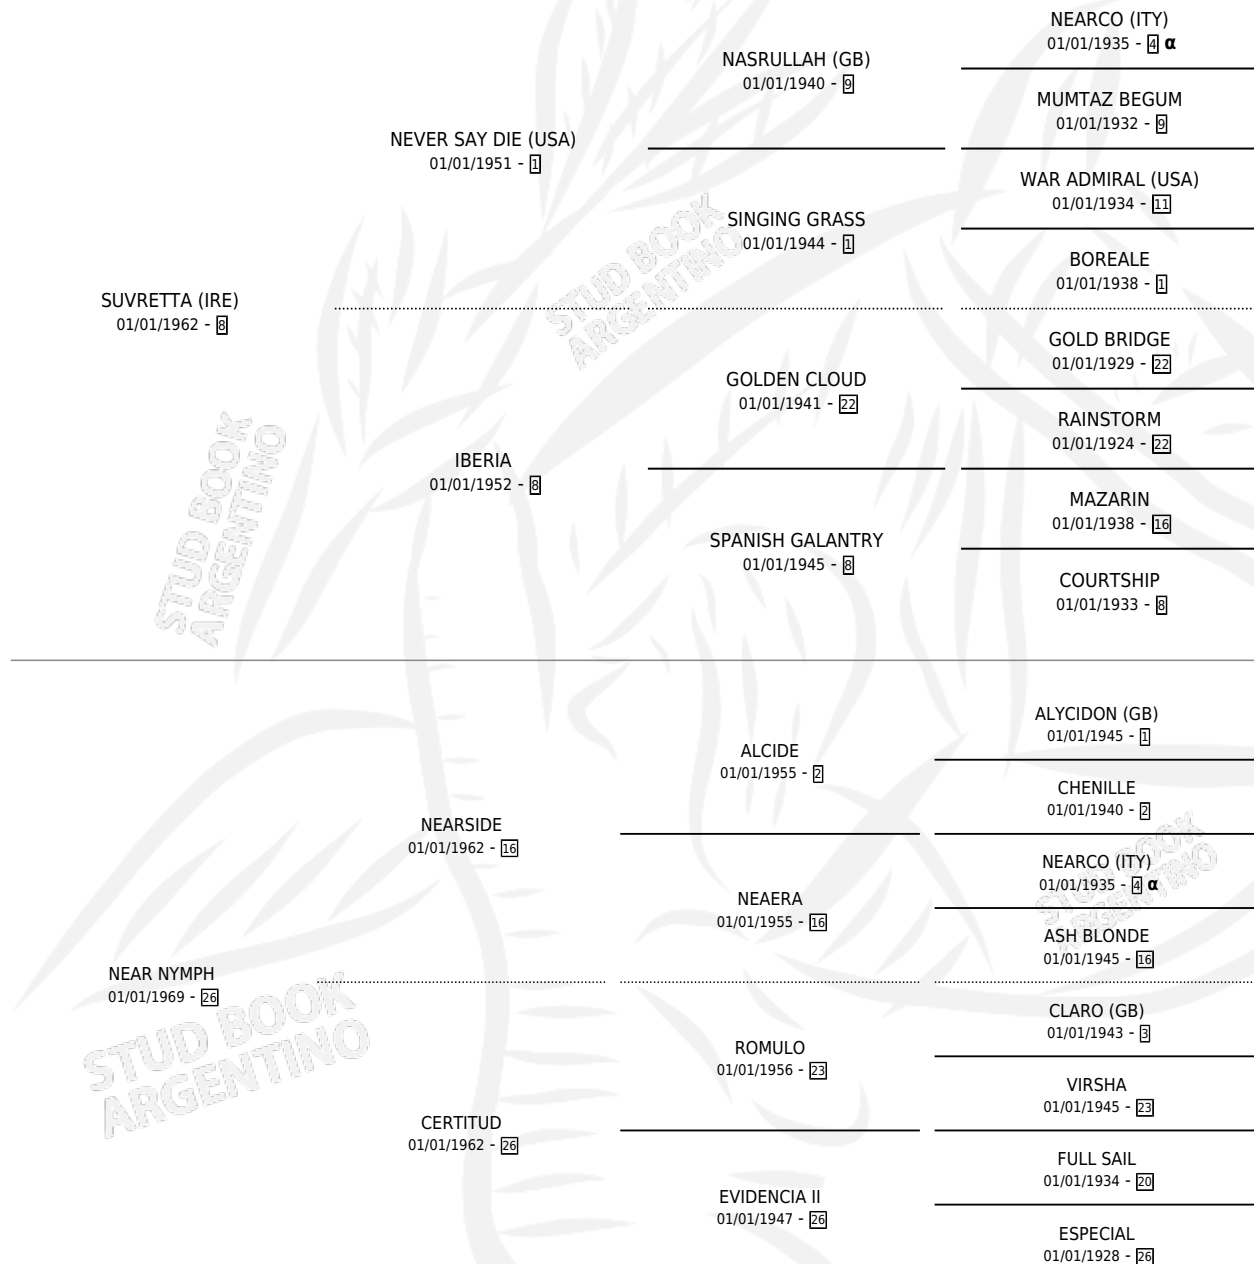 NEARCO (ITY)
01/01/1935 - 4 α
NASRULLAH (GB)
01/01/1940 - 9
MUMTAZ BEGUM
01/01/1932 - 9
NEVER SAY DIE (USA)
01/01/1951 - 1
WAR ADMIRAL (USA)
01/01/1934 - 11
SINGING GRASS
01/01/1944 - 1
BOREALE
01/01/1938 - 1
SUVRETTA (IRE)
01/01/1962 - 8
STUD BOOK
ARGENTINO
GOLD BRIDGE
01/01/1929 - 22
GOLDEN CLOUD
01/01/1941 - 22
RAINSTORM
01/01/1924 - 22
IBERIA
01/01/1952 - 8
MAZARIN
01/01/1938 - 16
SPANISH GALANTRY
01/01/1945 - 8
COURTSHIP
01/01/1933 - 8
STUD BOOK
ARGENTINO
ALYCIDON (GB)
01/01/1945 - 1
ALCIDE
01/01/1955 - 2
CHENILLE
01/01/1940 - 2
NEARSIDE
01/01/1962 - 16
NEARCO (ITY)
01/01/1935 - 4 α
NEAERA
01/01/1955 - 16
ASH BLONDE
01/01/1945 - 16
STUD BOOK
ARGENTINO
NEAR NYMPH
01/01/1969 - 26
STUD BOOK
ARGENTINO
CLARO (GB)
01/01/1943 - 3
ROMULO
01/01/1956 - 23
VIRSHA
01/01/1945 - 23
CERTITUD
01/01/1962 - 26
FULL SAIL
01/01/1934 - 20
EVIDENCIA II
01/01/1947 - 26
ESPECIAL
01/01/1928 - 26